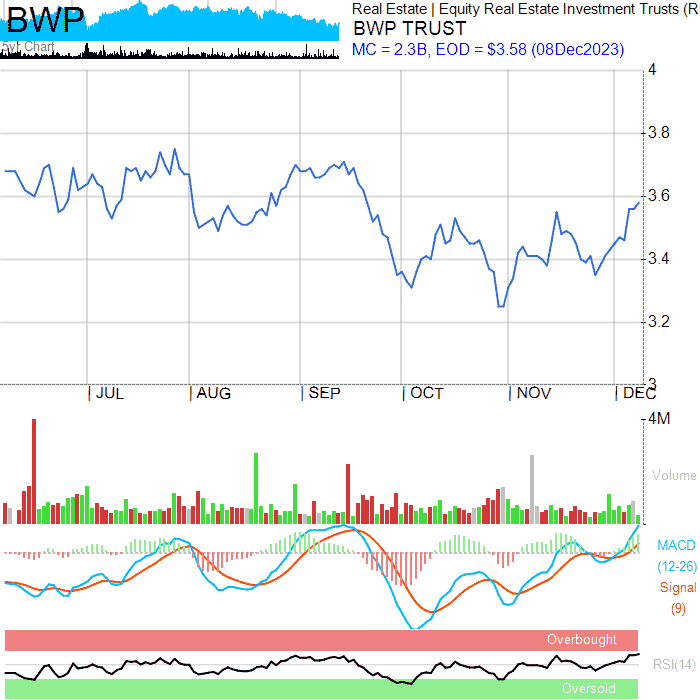 BWP
5yr Chart
Real Estate | Equity Real Estate Investment Trusts (R
BWP TRUST
MC = 2.3B, EOD = $3.58 (08Dec2023)
4
3.8
3.6
3.4
3.2
3
JUL
AUG
SEP
OCT
NOV
DEC
4M
Volume
MACD
(12-26)
Signal
(9)
Overbought
RSI(14)
Oversold